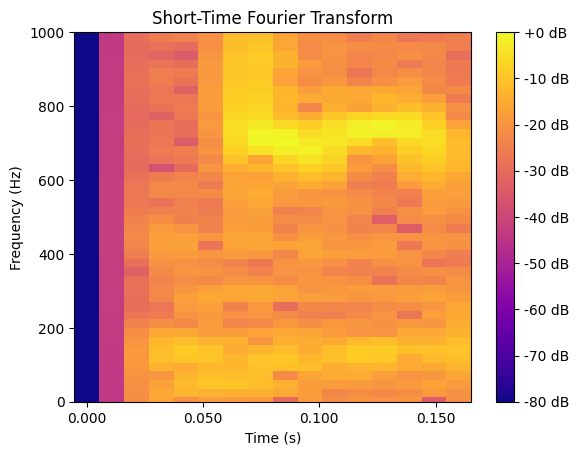 Short-Time Fourier Transform
1000
800
600
400
200
0
Frequency (Hz)
0.000
0.050
0.100
0.150
Time (s)
+0 dB
-10 dB
-20 dB
-30 dB
-40 dB
-50 dB
-60 dB
-70 dB
-80 dB